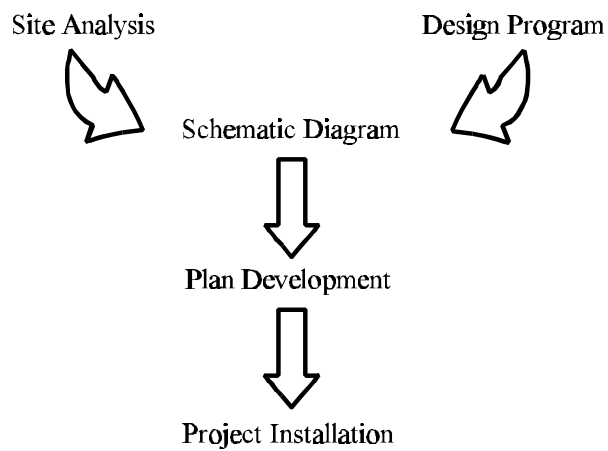 Site Analysis
Design Program
Schematic Diagram
Plan Development
Project Installation